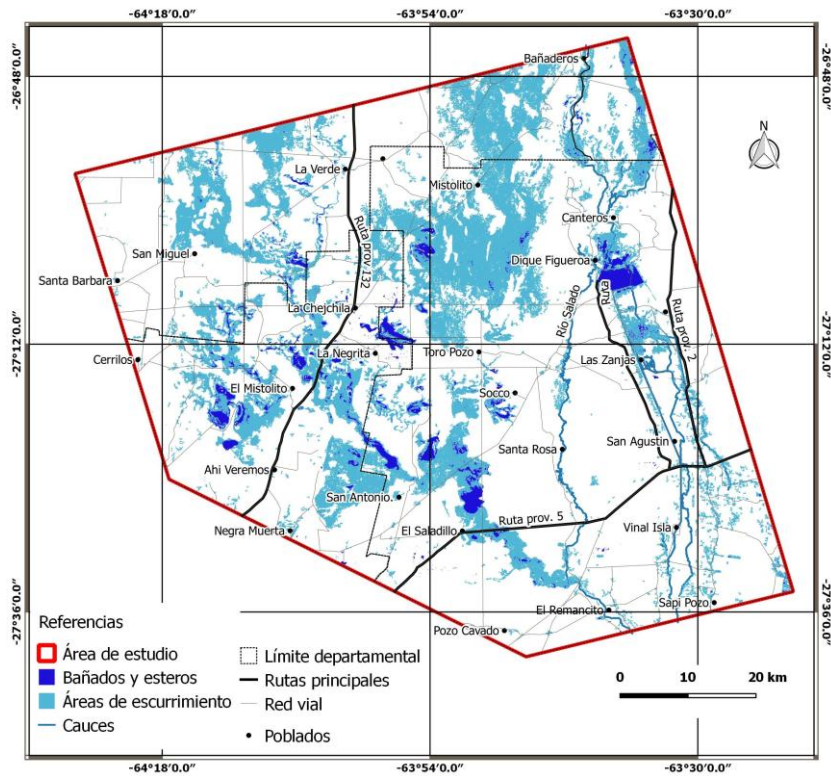 -64°18'0.0"
-63°54'0.0"
-63°30'0.0"
-26°48'0.0"
-26°48'0.0"
Bañaderos
N
La Verde
Mistolito
Canteros
San Miguel
Dique Figueroa
Santa Barbara
Ruta prov 132
Río Salado
Ruta
Ruta prov. 2
La Chejchila
-27°12'0.0"
-27°12'0.0"
Cerrilos
La Negrita
Toro Pozo
Las Zanjas
El Mistolito
Socco
San Agustin
Santa Rosa
Ahi Veremos
San Antonio.
Ruta prov. 5
Negra Muerta
El Saladillo
Vinal Isla
-27°36'0.0"
-27°36'0.0"
El Remancito
Sapi Pozo
Pozo Cavado
Referencias
Área de estudio
Bañados y esteros
Áreas de escurrimiento
Cauces
Límite departamental
Rutas principales
Red vial
Poblados
0 10 20 km
-64°18'0.0"
-63°54'0.0"
-63°30'0.0"